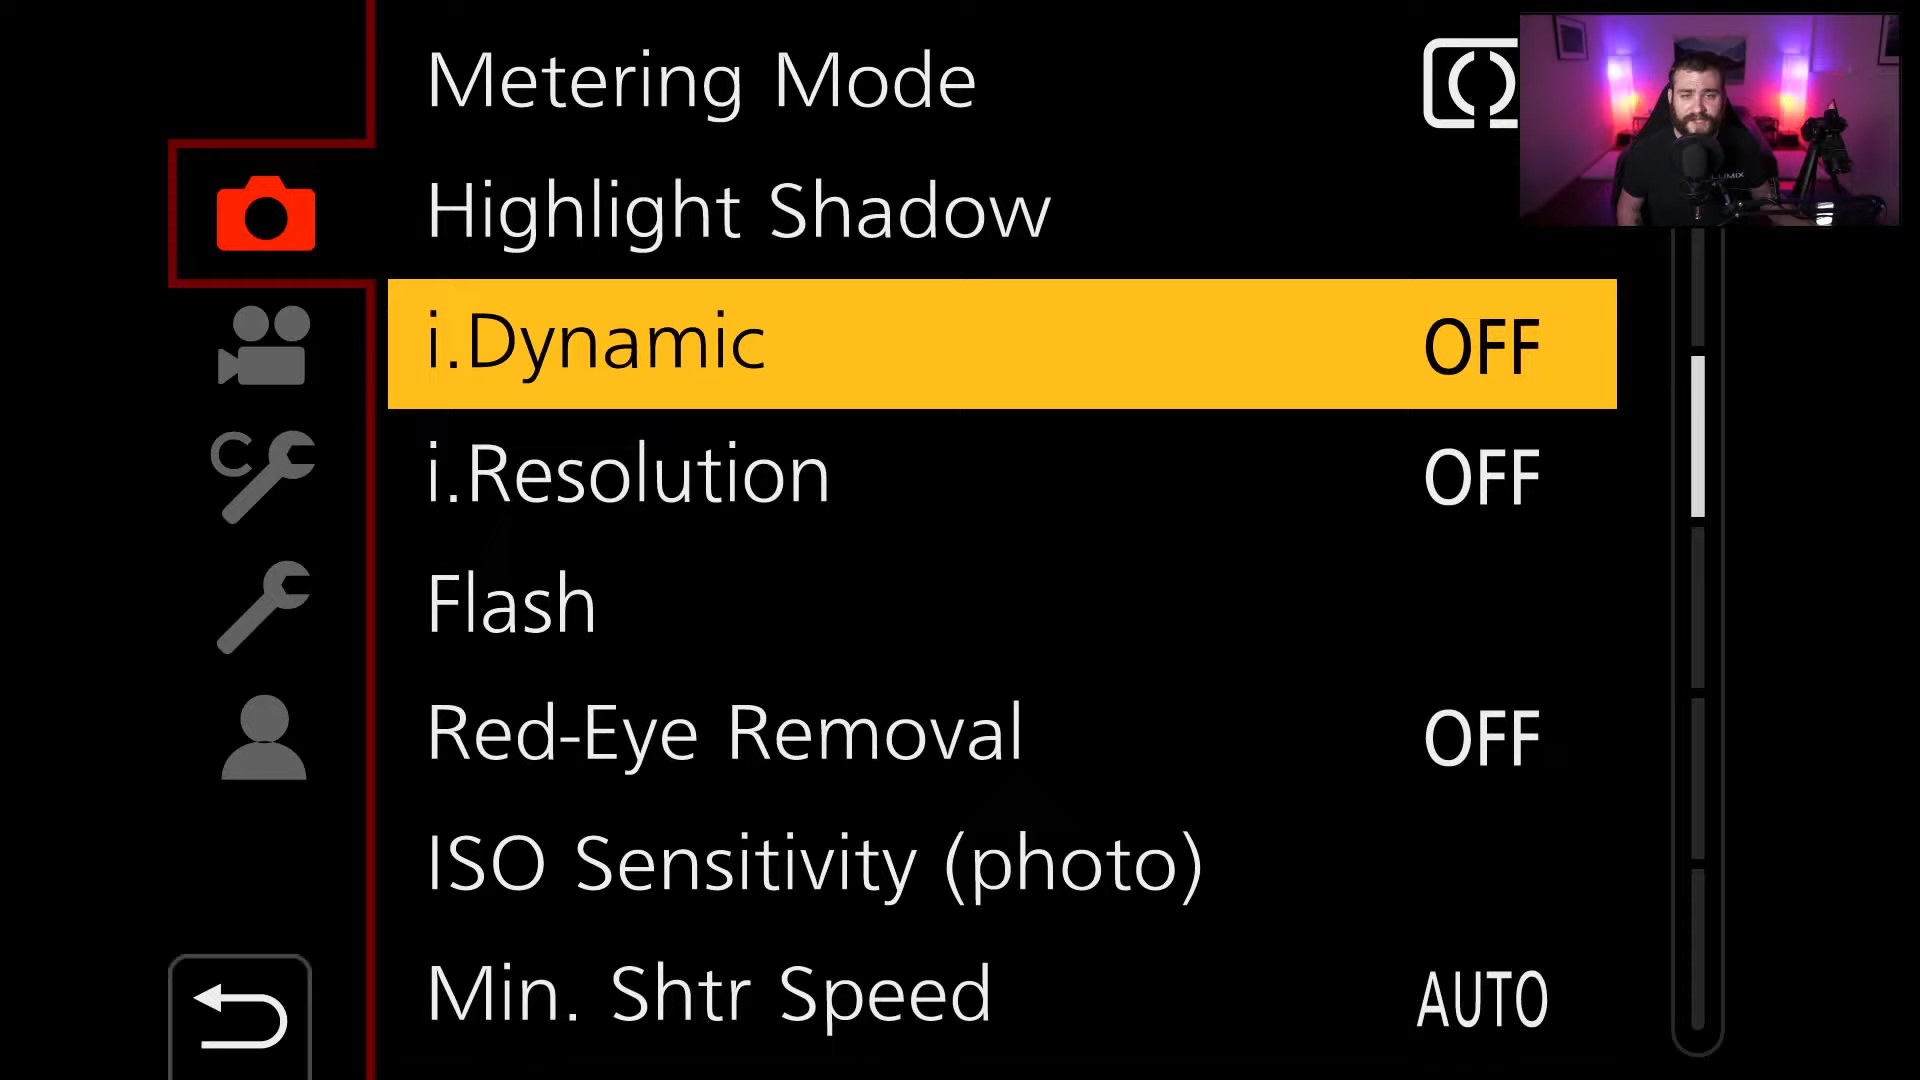 Metering Mode
Highlight Shadow
i.Dynamic OFF
i.Resolution OFF
Flash
Red-Eye Removal OFF
ISO Sensitivity (photo)
Min. Shtr Speed AUTO
C
LUMIX